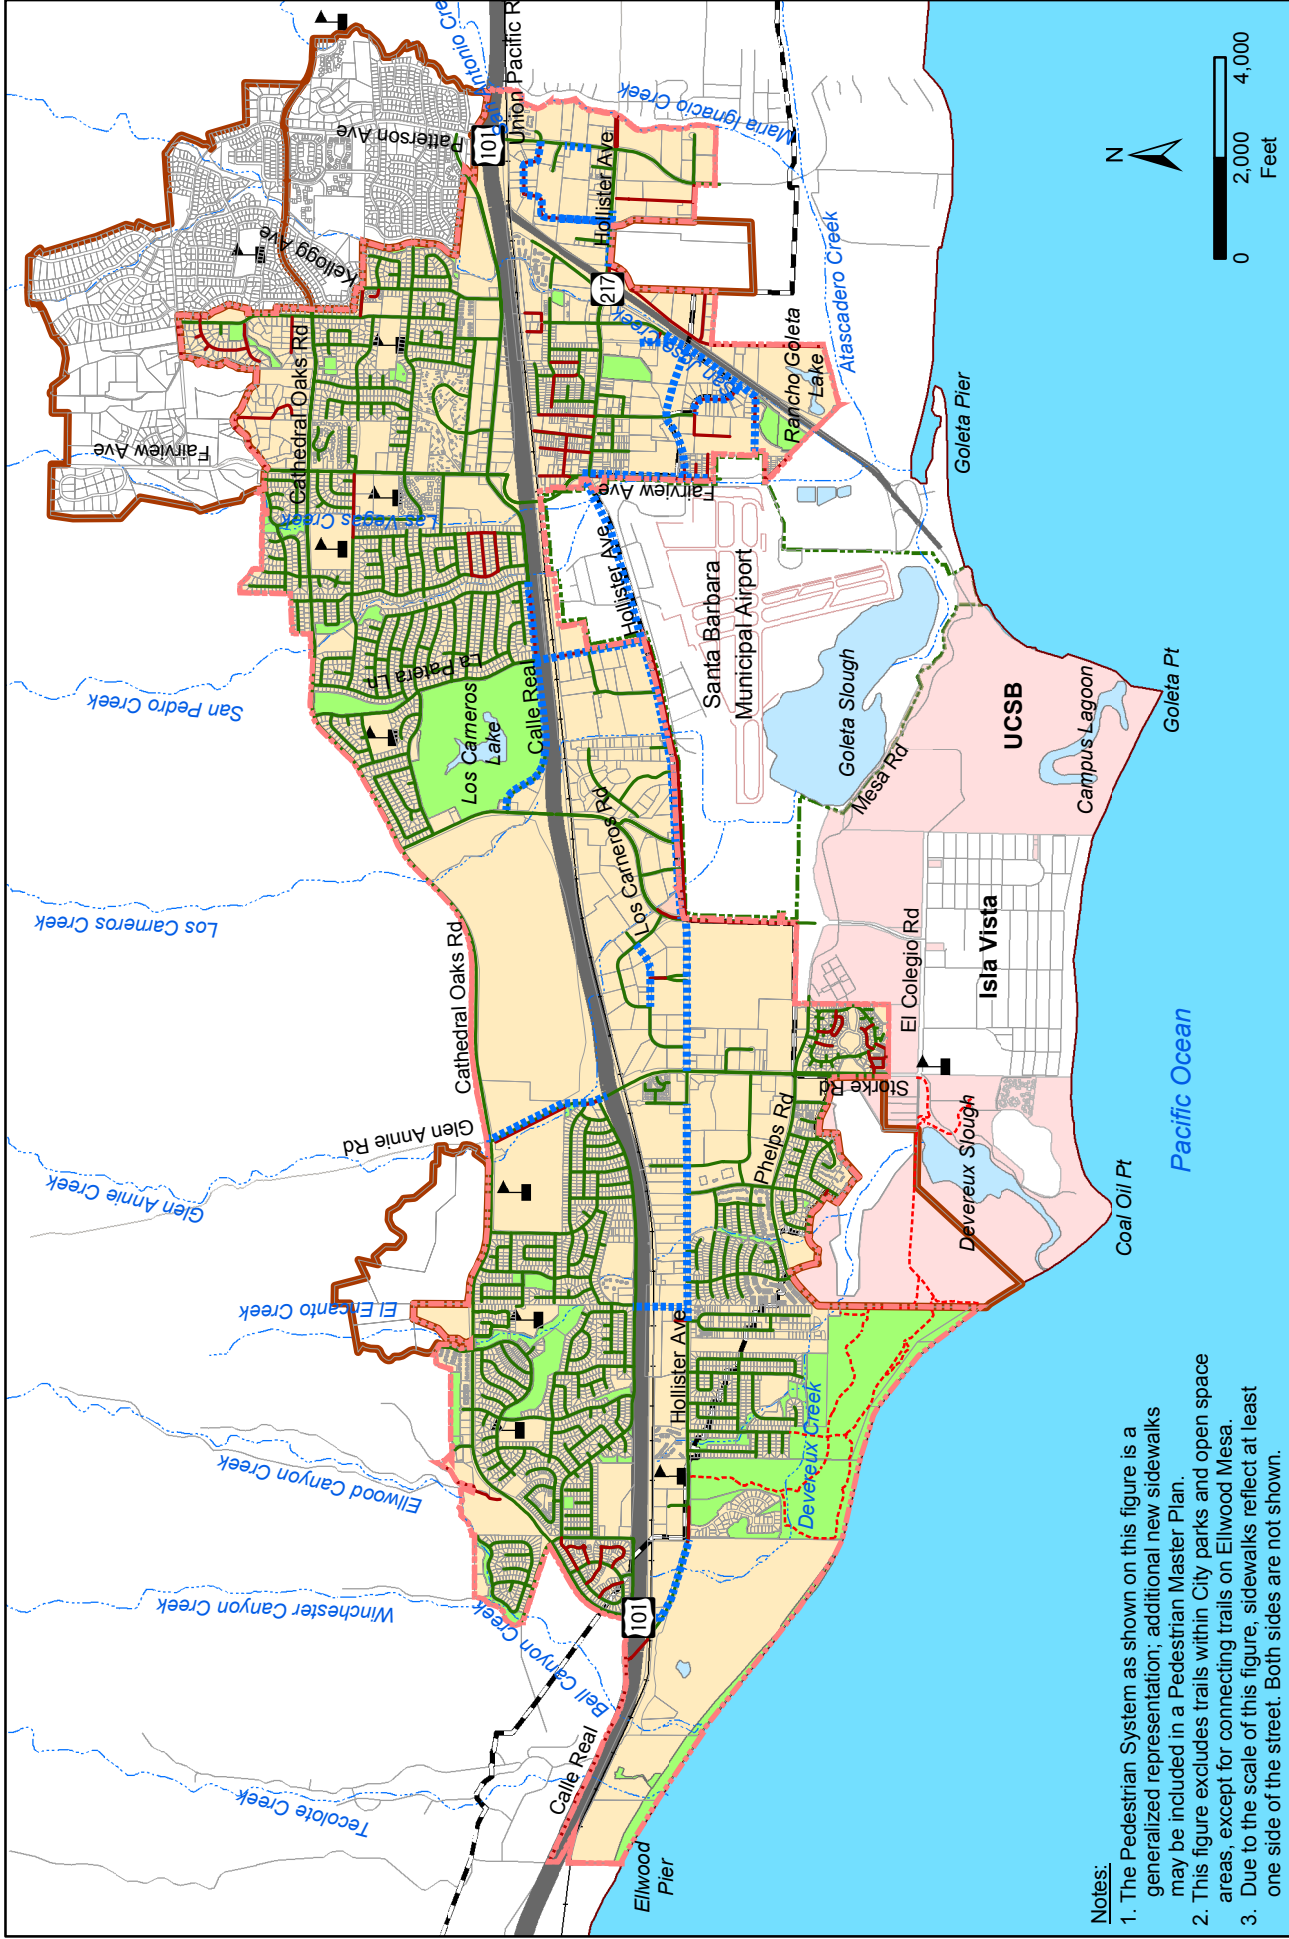 Tecolote Creek
Winchester Canyon Creek
Bell Canyon Creek
Ellwood Canyon Creek
El Encanto Creek
Glen Annie Creek
Glen Annie Rd
Los Carneros Creek
San Pedro Creek
Las Vegas Creek
Maria Ignacio Creek
Antonio Cre
Atascadero Creek
Devereux Creek
Calle Real
101
Hollister Ave
Cathedral Oaks Rd
Phelps Rd
Storke Rd
Los Carneros Rd
El Colegio Rd
Mesa Rd
Los Carneros
Lake
La Patera Ln
Calle Real
Hollister Ave
Fairview Ave
Fairview Ave
Cathedral Oaks Rd
Kellogg Ave
Patterson Ave
101
Union Pacific R
Hollister Ave
217
San Jose Creek
Rancho Goleta
Lake
Santa Barbara
Municipal Airport
Goleta Slough
UCSB
Campus Lagoon
Isla Vista
Devereux Slough
Coal Oil Pt
Goleta Pt
Goleta Pier
Ellwood
Pier
Pacific Ocean
N
0
2,000
4,000
Feet
Notes:
1. The Pedestrian System as shown on this figure is a
generalized representation; additional new sidewalks
may be included in a Pedestrian Master Plan.
2. This figure excludes trails within City parks and open space
areas, except for connecting trails on Ellwood Mesa.
3. Due to the scale of this figure, sidewalks reflect at least
one side of the street. Both sides are not shown.